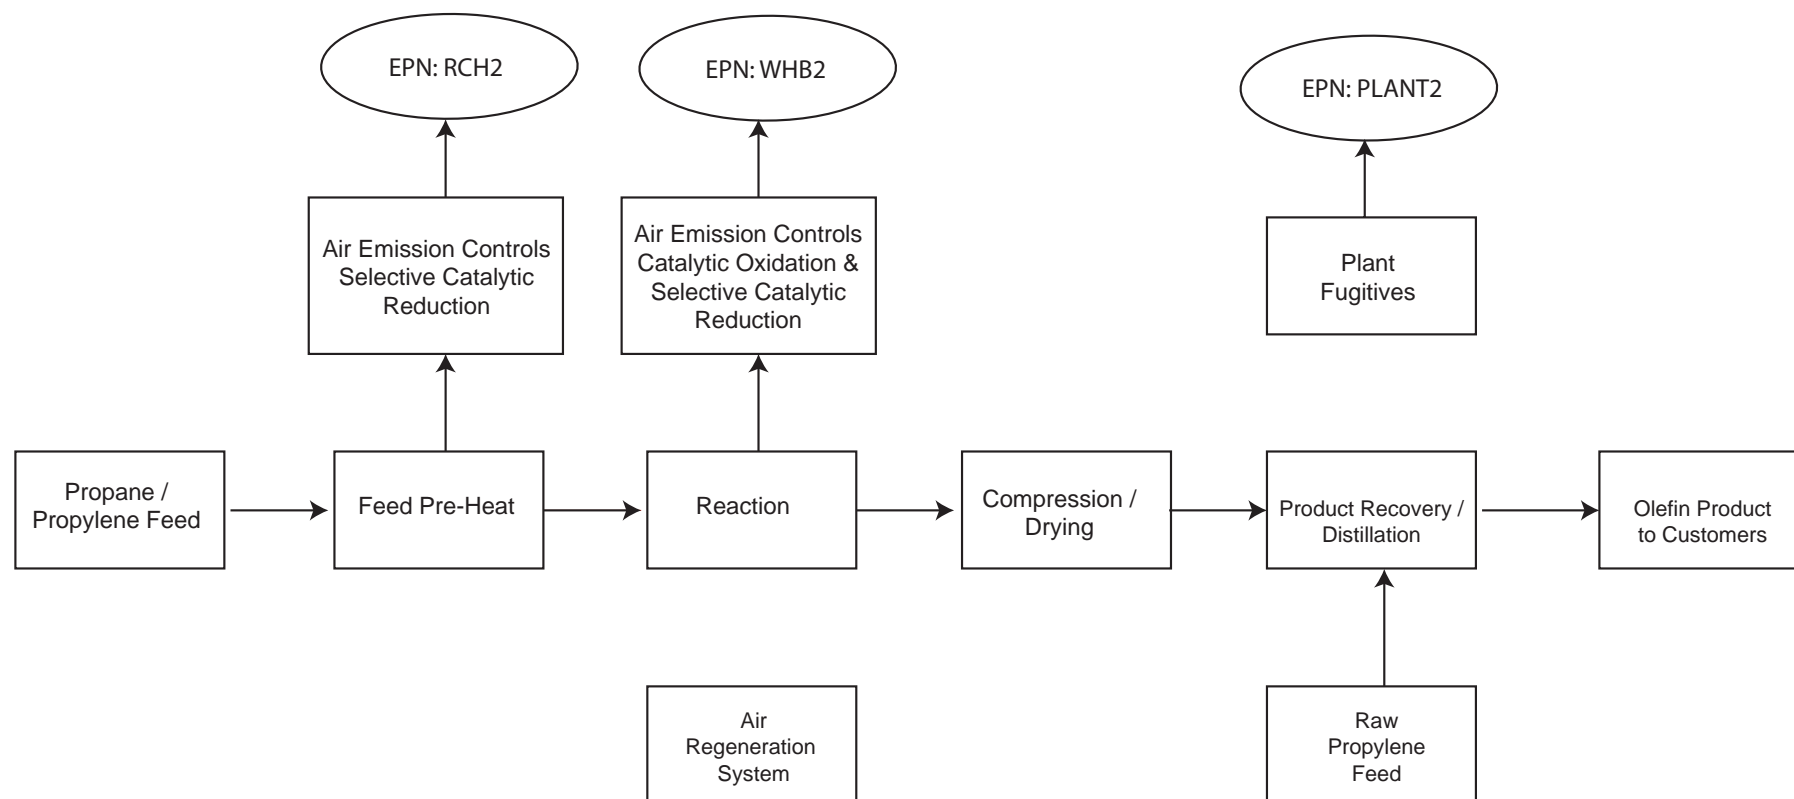 EPN: RCH2
EPN: WHB2
EPN: PLANT2
Air Emission Controls
Selective Catalytic
Reduction
Air Emission Controls
Catalytic Oxidation &
Selective Catalytic
Reduction
Plant
Fugitives
Propane /
Propylene Feed
Feed Pre-Heat
Reaction
Compression /
Drying
Product Recovery /
Distillation
Olefin Product
to Customers
Air
Regeneration
System
Raw
Propylene
Feed